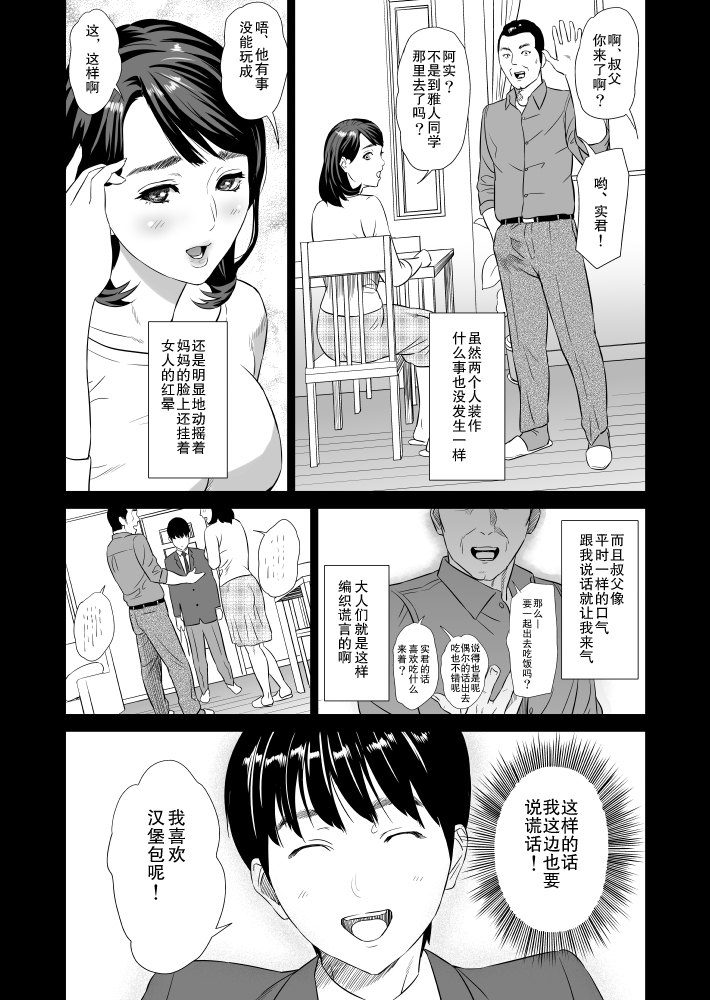 啊、叔父
你来了啊？
哟、实君！
阿实？
不是到雅人同学
那里去了吗？
虽然两个人装作
什么事也没发生一样
唔、他有事
没能玩成
这，这样啊
还是明显地动摇着
妈妈的脸上还挂着
女人的红晕
而且叔父像
平时一样的口气
跟我说话就让我来气
那么—
要一起出去吃饭吗？
说得也是呢
偶尔的话出去
吃也不错呢
实君的话
喜欢吃什么
来着？
大人们就是这样
编织谎言的啊
这样的话
我这边也要
说谎话！
我喜欢
汉堡包呢！